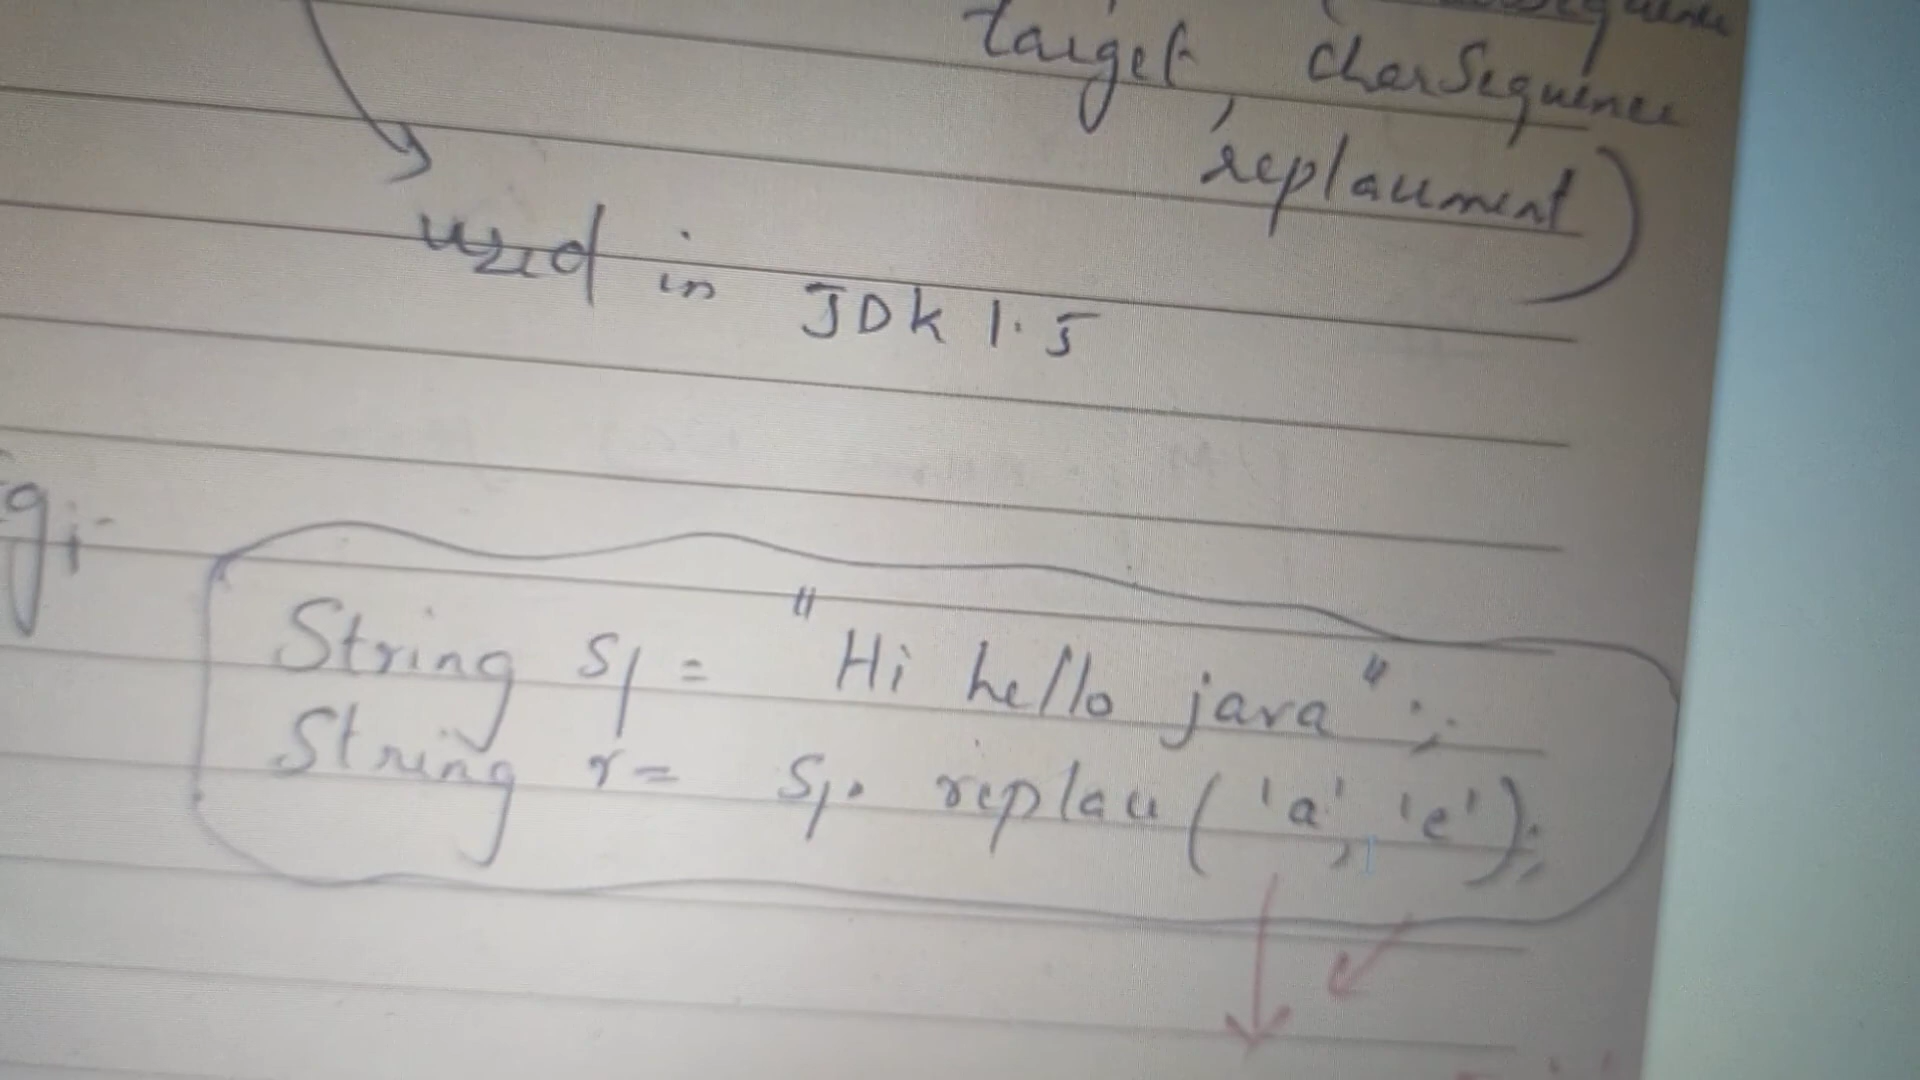 target, CharSequence
replacement)
used in JDK 1.5
g:-
String s1 = "Hi hello java";
String r = s1.replace('a', 'e');